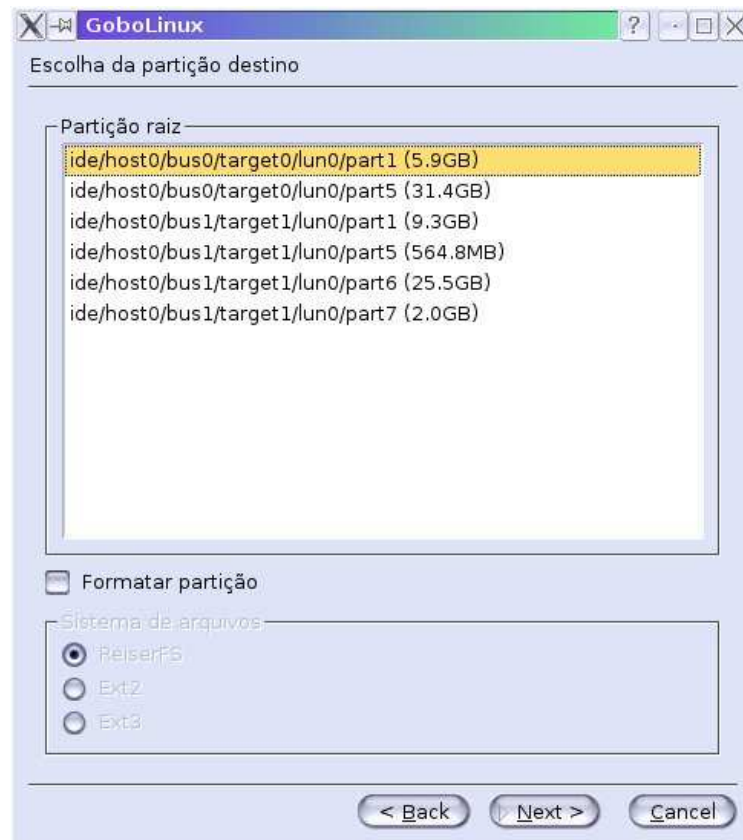 GoboLinux
Escolha da partição destino
Partição raiz
ide/host0/bus0/target0/lun0/part1 (5.9GB)
ide/host0/bus0/target0/lun0/part5 (31.4GB)
ide/host0/bus1/target1/lun0/part1 (9.3GB)
ide/host0/bus1/target1/lun0/part5 (564.8MB)
ide/host0/bus1/target1/lun0/part6 (25.5GB)
ide/host0/bus1/target1/lun0/part7 (2.0GB)
Formatar partição
Sistema de arquivos
ReiserFS
Ext2
Ext3
< Back Next > Cancel